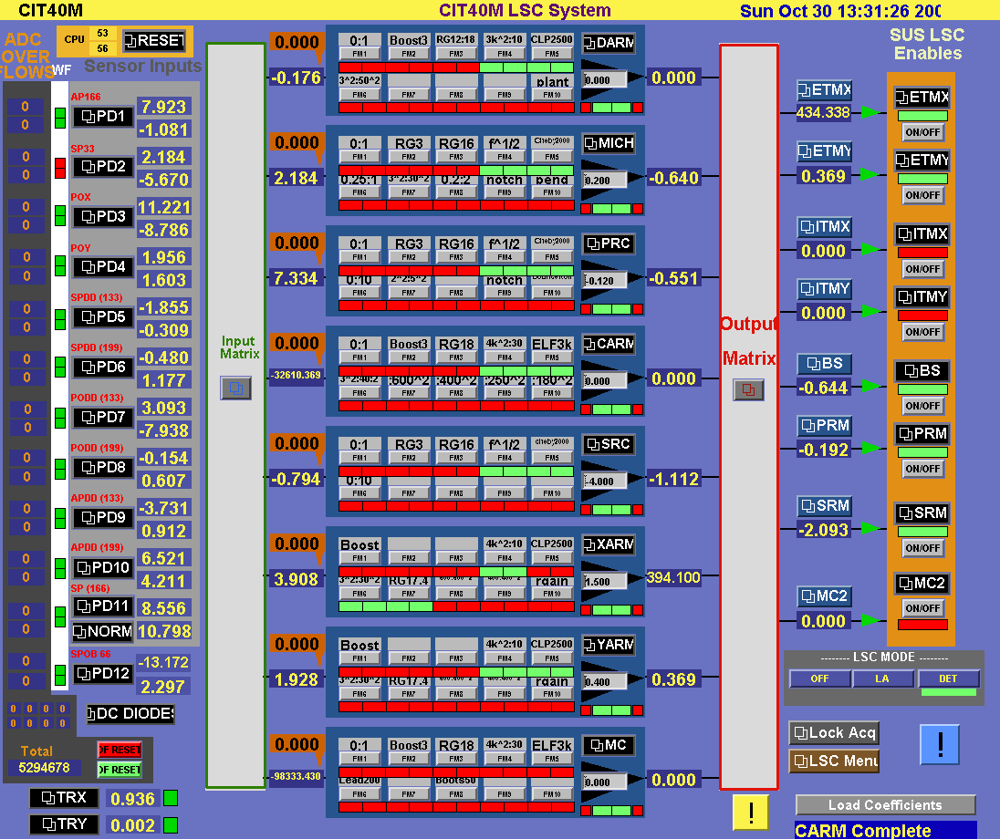 CIT40M
CIT40M LSC System
Sun Oct 30 13:31:26 200
ADC
OVER
FLOWS
CPU 53
56
RESET
WF
Sensor Inputs
0
0
AP166
PD1
7.923
-1.081
0
0
SP33
PD2
2.184
-5.670
0
0
POX
PD3
11.221
-8.786
0
0
POY
PD4
1.956
1.603
0
0
SPDD (133)
PD5
-1.855
-0.309
0
0
SPDD (199)
PD6
-0.480
1.177
0
0
PODD (133)
PD7
3.093
-7.938
0
0
PODD (199)
PD8
-0.154
0.607
0
0
APDD (133)
PD9
-3.731
0.912
0
0
APDD (199)
PD10
6.521
4.211
0
0
SP (166)
PD11
8.556
NORM
10.798
0
0
SPOB 66
PD12
-13.172
2.297
0 0 0 0
0 0 0 0
DC DIODES
Total
5294678
OF RESET
OF RESET
TRX
0.936
TRY
0.002
Input
Matrix
0.000
-0.176
0:1 Boost3 RG12:18 3k^2:10 CLP2500
FM1 FM2 FM3 FM4 FM5
3^2:50^2 plant
FM6 FM7 FM8 FM9 FM10
DARM
0.000
0.000
0.000
2.184
0:1 RG3 RG16 f^1/2 Cheby2000
FM1 FM2 FM3 FM4 FM5
0.25:1 3^2:30^2 0.2:2 notch bend
FM6 FM7 FM8 FM9 FM10
MICH
0.200
-0.640
0.000
7.334
0:1 RG3 RG16 f^1/2 Cheby2000
FM1 FM2 FM3 FM4 FM5
0:10 2^2:5^2 notch BounceRoll
FM6 FM7 FM8 FM9 FM10
PRC
-0.120
-0.551
0.000
-32610.369
0:1 Boost3 RG18 4k^2:30 ELF3k
FM1 FM2 FM3 FM4 FM5
3^2:40:2 :600^2 :400^2 :250^2 :180^2
FM6 FM7 FM8 FM9 FM10
CARM
0.000
0.000
0.000
-0.794
0:1 RG3 RG16 f^1/2 cheby2000
FM1 FM2 FM3 FM4 FM5
0:10
FM6 FM7 FM8 FM9 FM10
SRC
-4.000
-1.112
0.000
3.908
Boost 4k^2:10 CLP2500
FM1 FM2 FM3 FM4 FM5
3^2:30^2 RG17.4 rgain
FM6 FM7 FM8 FM9 FM10
XARM
1.500
394.100
0.000
1.928
Boost 4k^2:10 CLP2500
FM1 FM2 FM3 FM4 FM5
3^2:30^2 RG17.4 rgain
FM6 FM7 FM8 FM9 FM10
YARM
0.400
0.369
0.000
-98333.430
0:1 Boost3 RG18 4k^2:30 ELF3k
FM1 FM2 FM3 FM4 FM5
Lead200 Boots50
FM6 FM7 FM8 FM9 FM10
MC
0.000
0.000
Output
Matrix
!
SUS LSC
Enables
ETMX
434.338
ETMX
ON/OFF
ETMY
0.369
ETMY
ON/OFF
ITMX
0.000
ITMX
ON/OFF
ITMY
0.000
ITMY
ON/OFF
BS
-0.644
BS
ON/OFF
PRM
-0.192
PRM
ON/OFF
SRM
-2.093
SRM
ON/OFF
MC2
0.000
MC2
ON/OFF
-------- LSC MODE --------
OFF LA DET
Lock Acq
LSC Menu
!
Load Coefficients
CARM Complete